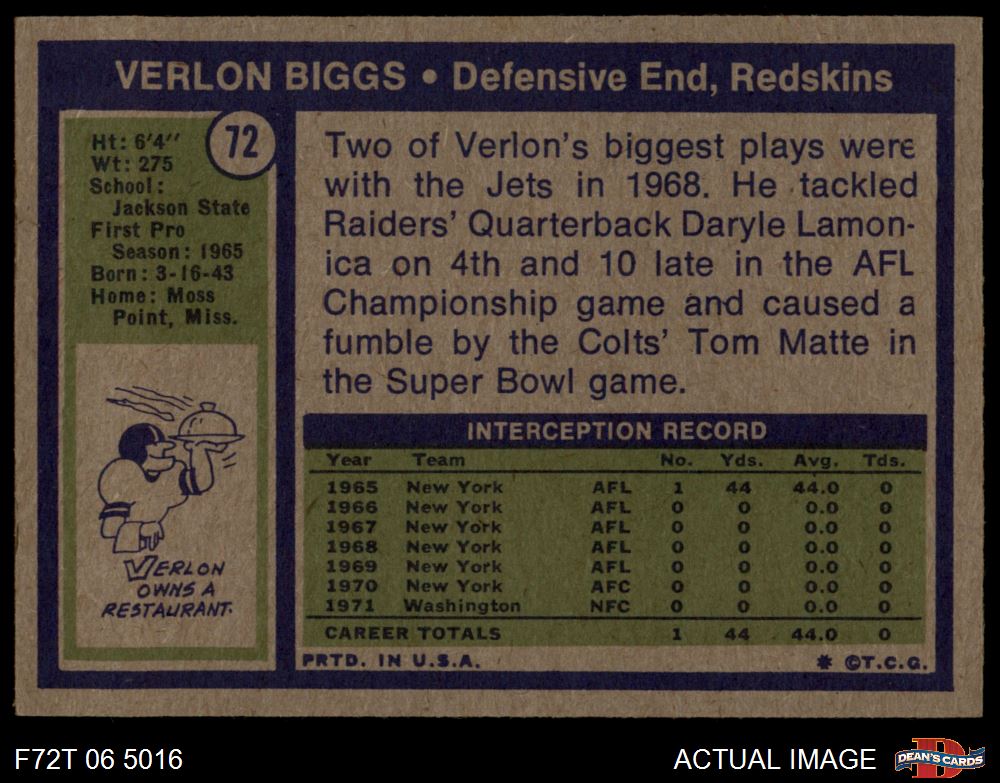 VERLON BIGGS • Defensive End, Redskins
72
Ht: 6'4''
Wt: 275
School:
Jackson State
First Pro
Season: 1965
Born: 3-16-43
Home: Moss
Point, Miss.
VERLON
OWNS A
RESTAURANT.
Two of Verlon's biggest plays were
with the Jets in 1968. He tackled
Raiders' Quarterback Daryle Lamon-
ica on 4th and 10 late in the AFL
Championship game and caused a
fumble by the Colts' Tom Matte in
the Super Bowl game.
INTERCEPTION RECORD
Year Team No. Yds. Avg. Tds.
1965 New York AFL 1 44 44.0 0
1966 New York AFL 0 0 0.0 0
1967 New York AFL 0 0 0.0 0
1968 New York AFL 0 0 0.0 0
1969 New York AFL 0 0 0.0 0
1970 New York AFC 0 0 0.0 0
1971 Washington NFC 0 0 0.0 0
CAREER TOTALS 1 44 44.0 0
PRTD. IN U.S.A. * ©T.C.G.
F72T 06 5016 ACTUAL IMAGE
D
DEAN'S CARDS